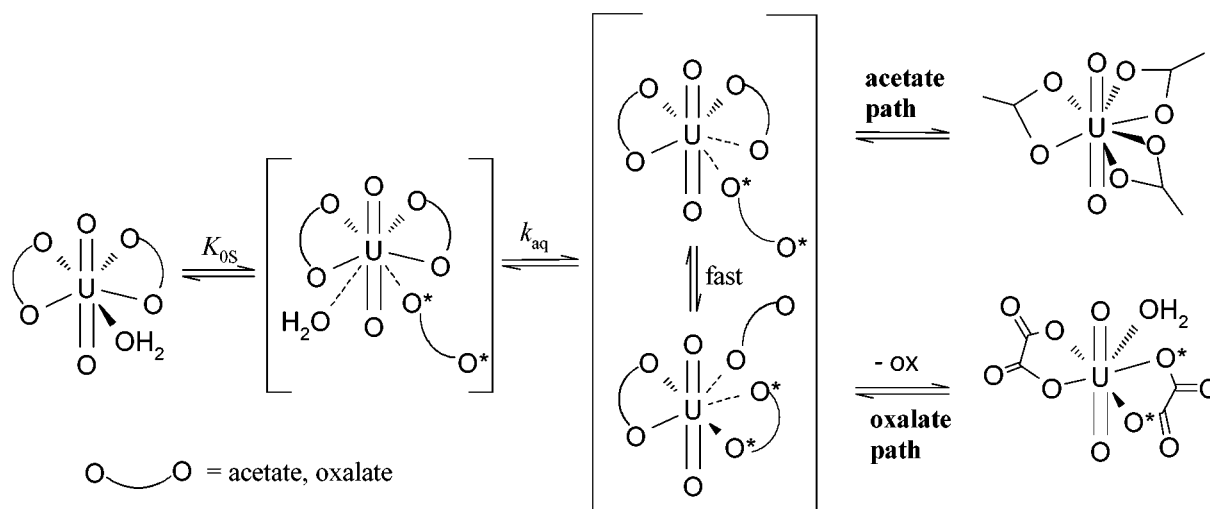 O
O O
U
O O
OH₂
O
K₀S
O
O O
U
O O
H₂O O*
O
O*
kₐq
O
O O
U
O O
O*
O
O*
fast
O
O
O
O*
U
O
O*
O
acetate
path
O
O O
O
U
O
O
O
O
- ox
oxalate
path
O OH₂
O O
O*
U
O O O
O*
O
O O = acetate, oxalate